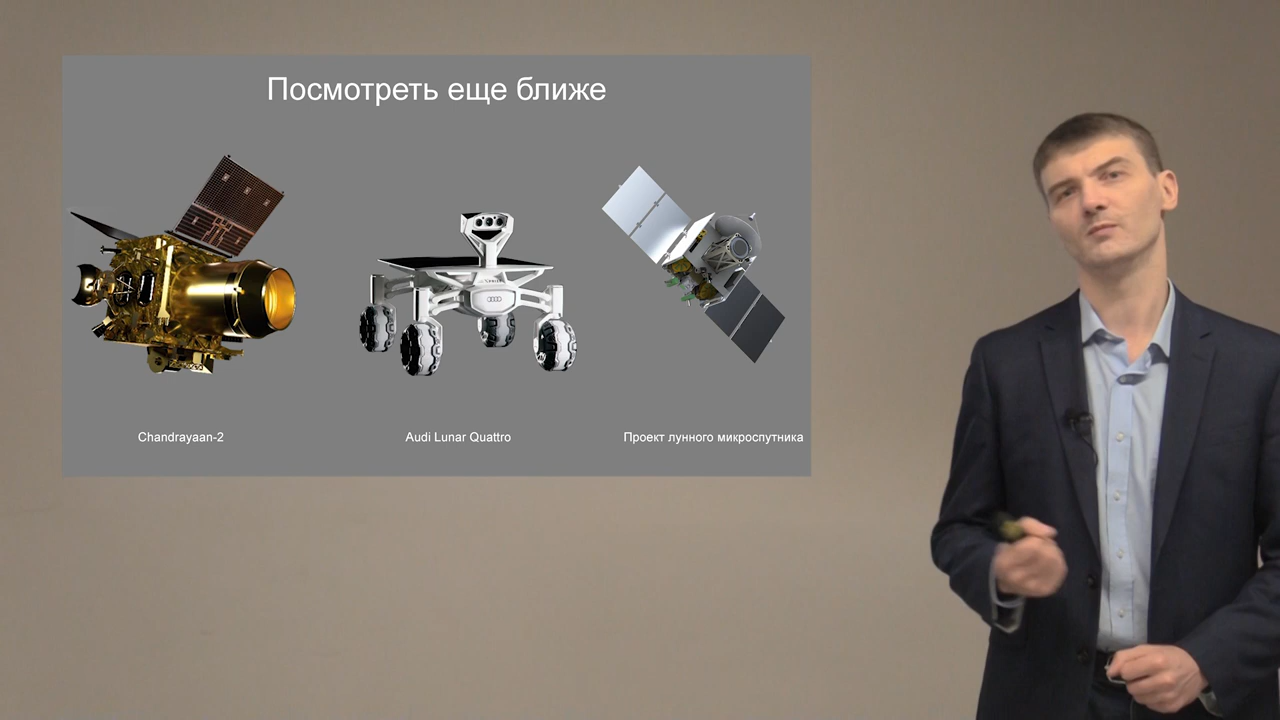 Посмотреть еще ближе
Chandrayaan-2
Audi Lunar Quattro
Проект лунного микроспутника